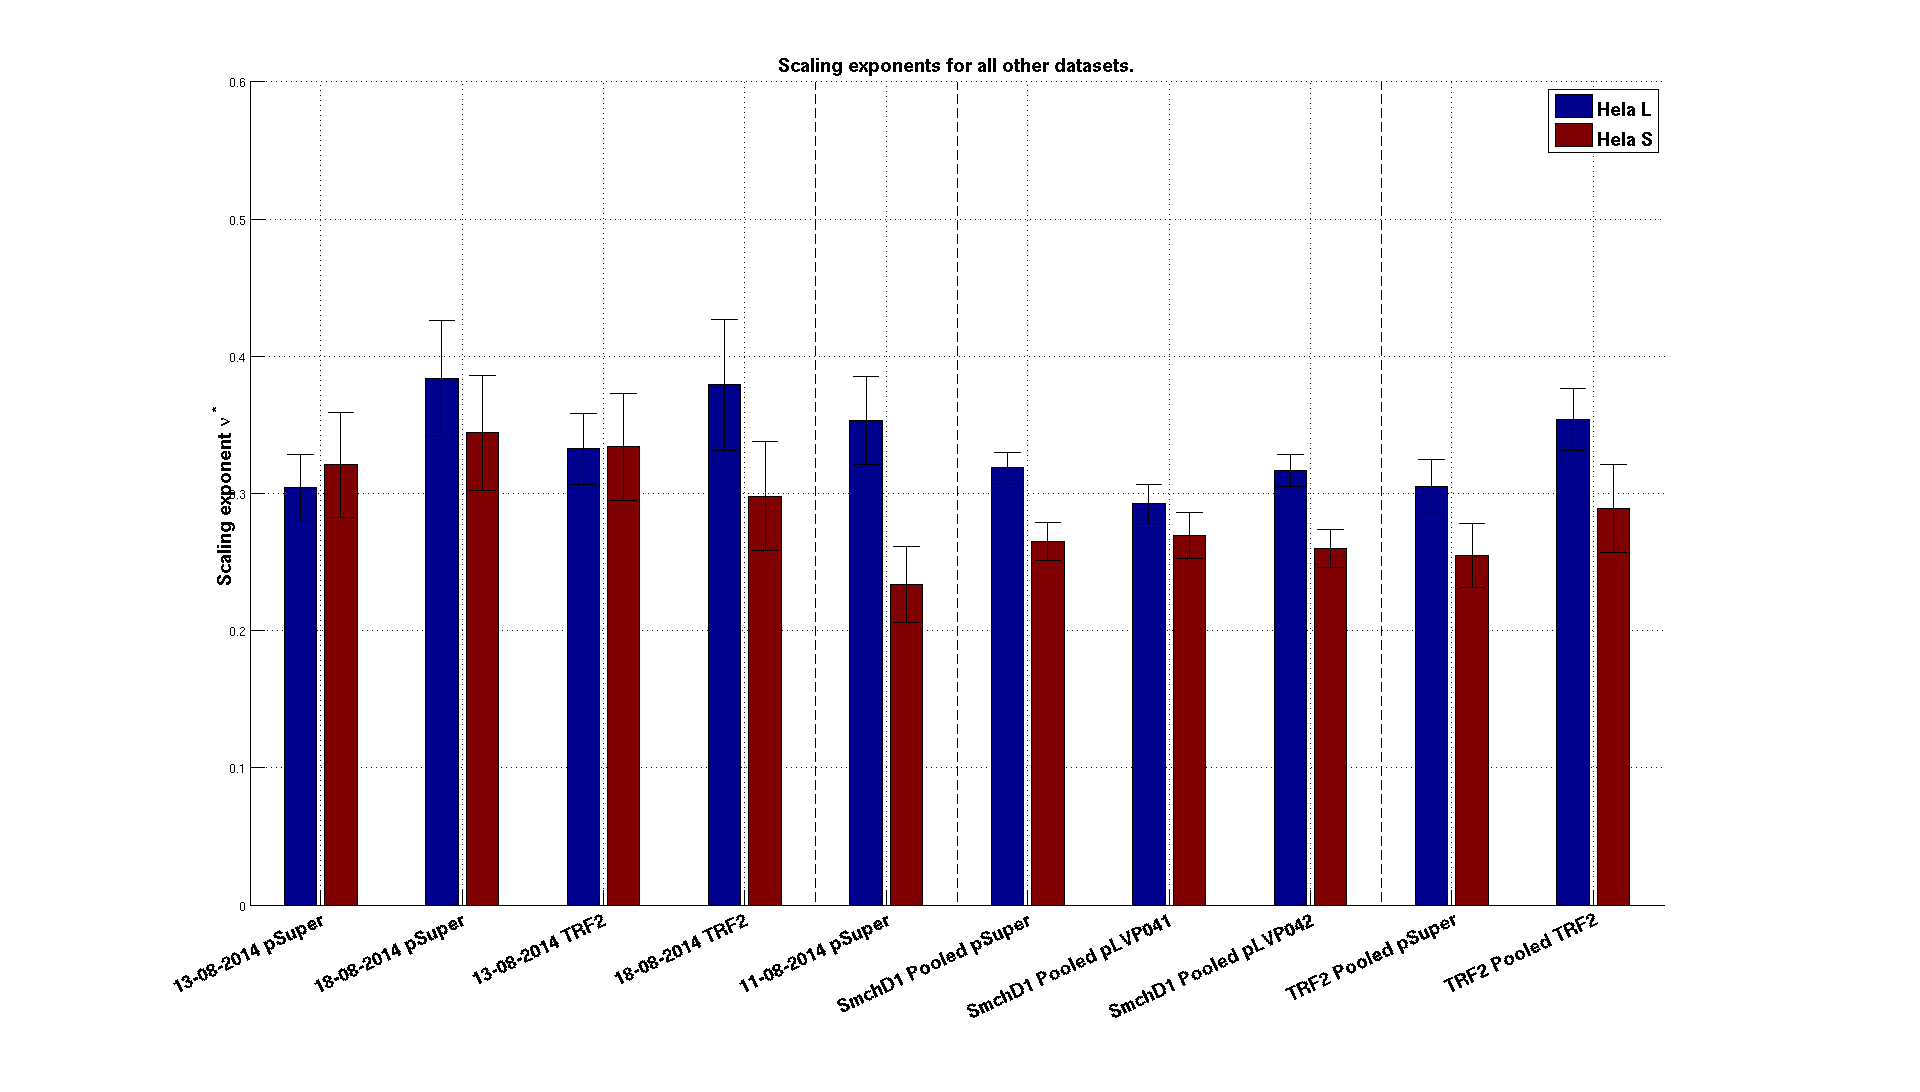 Scaling exponents for all other datasets.
Hela L
Hela S
0.6
0.5
0.4
0.3
0.2
0.1
0
Scaling exponent ν *
13-08-2014 pSuper
18-08-2014 pSuper
13-08-2014 TRF2
18-08-2014 TRF2
11-08-2014 pSuper
SmchD1 Pooled pSuper
SmchD1 Pooled pLVP041
SmchD1 Pooled pLVP042
TRF2 Pooled pSuper
TRF2 Pooled TRF2